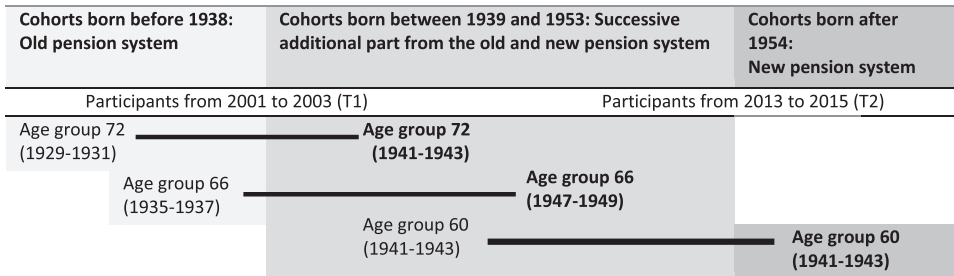 Cohorts born before 1938:
Old pension system
Cohorts born between 1939 and 1953: Successive
additional part from the old and new pension system
Cohorts born after
1954:
New pension system
Participants from 2001 to 2003 (T1)
Participants from 2013 to 2015 (T2)
Age group 72
(1929-1931)
Age group 72
(1941-1943)
Age group 66
(1935-1937)
Age group 66
(1947-1949)
Age group 60
(1941-1943)
Age group 60
(1941-1943)